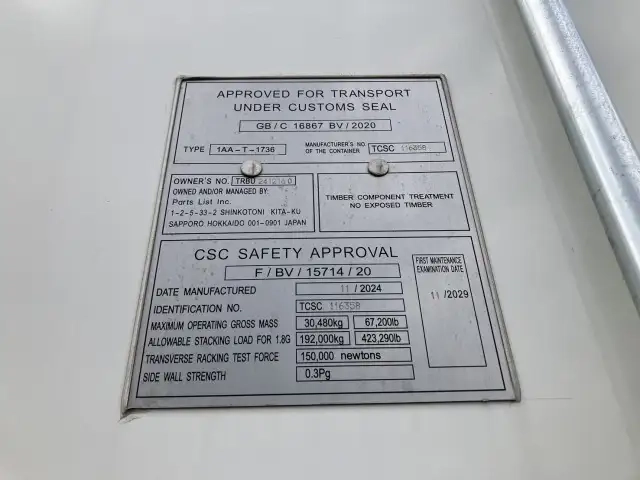 APPROVED FOR TRANSPORT
UNDER CUSTOMS SEAL
GB/C 16867 BV/2020
TYPE 1AA-T-1736 MANUFACTURER'S NO OF THE CONTAINER TCSC 116358
OWNER'S NO. TRBU
OWNED AND/OR MANAGED BY:
Parts List Inc.
1-2-5-33-2 SHINKOTONI KITA-KU
SAPPORO HOKKAIDO 001-0901 JAPAN
TIMBER COMPONENT TREATMENT
NO EXPOSED TIMBER
CSC SAFETY APPROVAL
F/BV/15714/20
DATE MANUFACTURED 11/2024
IDENTIFICATION NO. TCSC 116358
MAXIMUM OPERATING GROSS MASS 30,480kg 67,200lb
ALLOWABLE STACKING LOAD FOR 1.8G 192,000kg 423,290lb
TRANSVERSE RACKING TEST FORCE 150,000 newtons
SIDE WALL STRENGTH 0.3Pg
FIRST MAINTENANCE
EXAMINATION DATE
11/2029